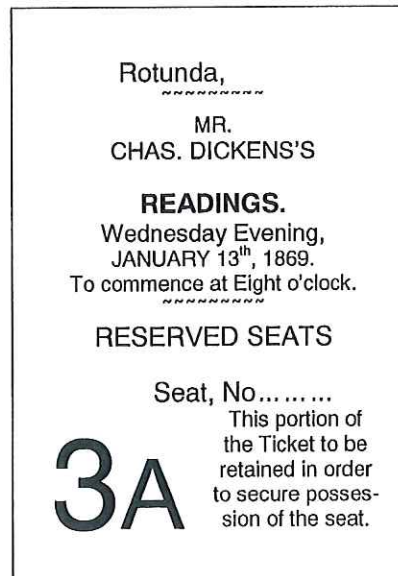 Rotunda,
~~~~~~~~~
MR.
CHAS. DICKENS'S
READINGS.
Wednesday Evening,
JANUARY 13th, 1869.
To commence at Eight o'clock.
~~~~~~~~~
RESERVED SEATS
Seat, No.........
This portion of
the Ticket to be
retained in order
to secure posses-
sion of the seat.
3A